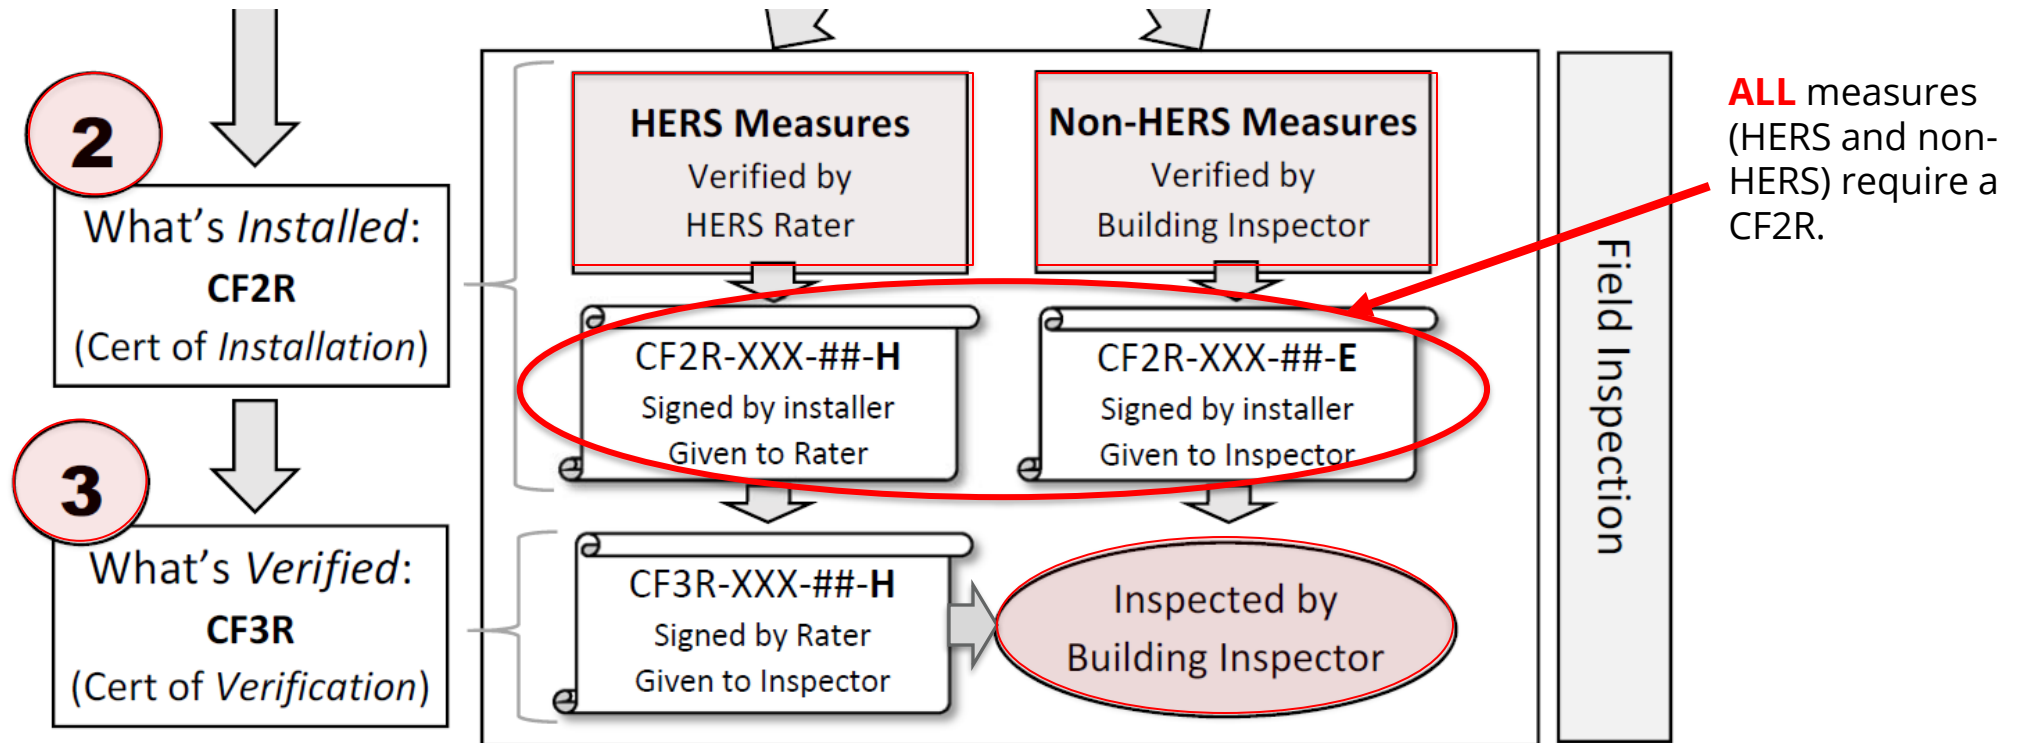 2
What's Installed:
CF2R
(Cert of Installation)
3
What's Verified:
CF3R
(Cert of Verification)
HERS Measures
Verified by
HERS Rater
Non-HERS Measures
Verified by
Building Inspector
CF2R-XXX-##-H
Signed by installer
Given to Rater
CF2R-XXX-##-E
Signed by installer
Given to Inspector
CF3R-XXX-##-H
Signed by Rater
Given to Inspector
Inspected by
Building Inspector
Field Inspection
ALL measures
(HERS and non-
HERS) require a
CF2R.